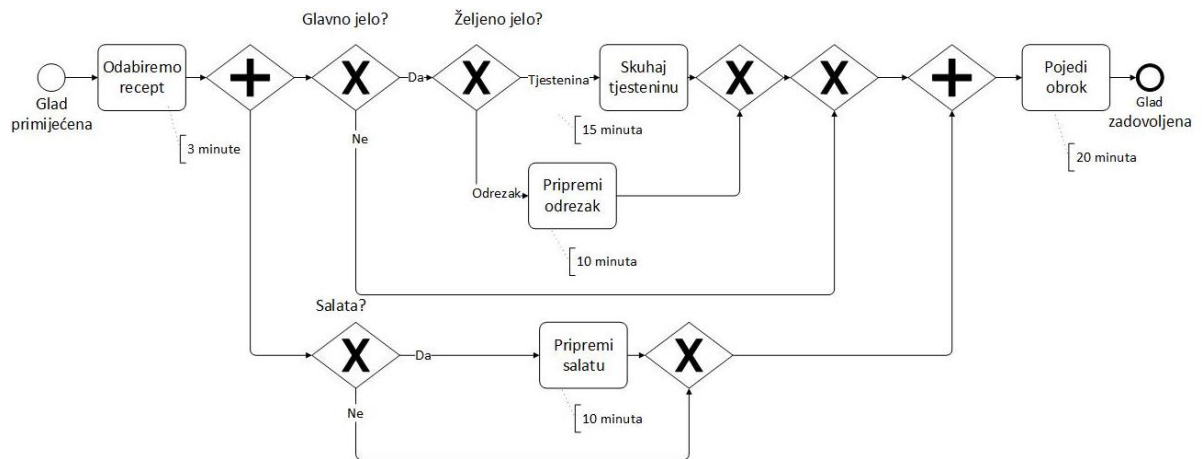 Glavno jelo?
Željeno jelo?
Glad
primijećena
Odabiremo
recept
3 minute
Da
Ne
Tjestenina
Odrezak
Skuhaj
tjesteninu
15 minuta
Pripremi
odrezak
10 minuta
Pojedi
obrok
20 minuta
Glad
zadovoljena
Salata?
Da
Ne
Pripremi
salatu
10 minuta